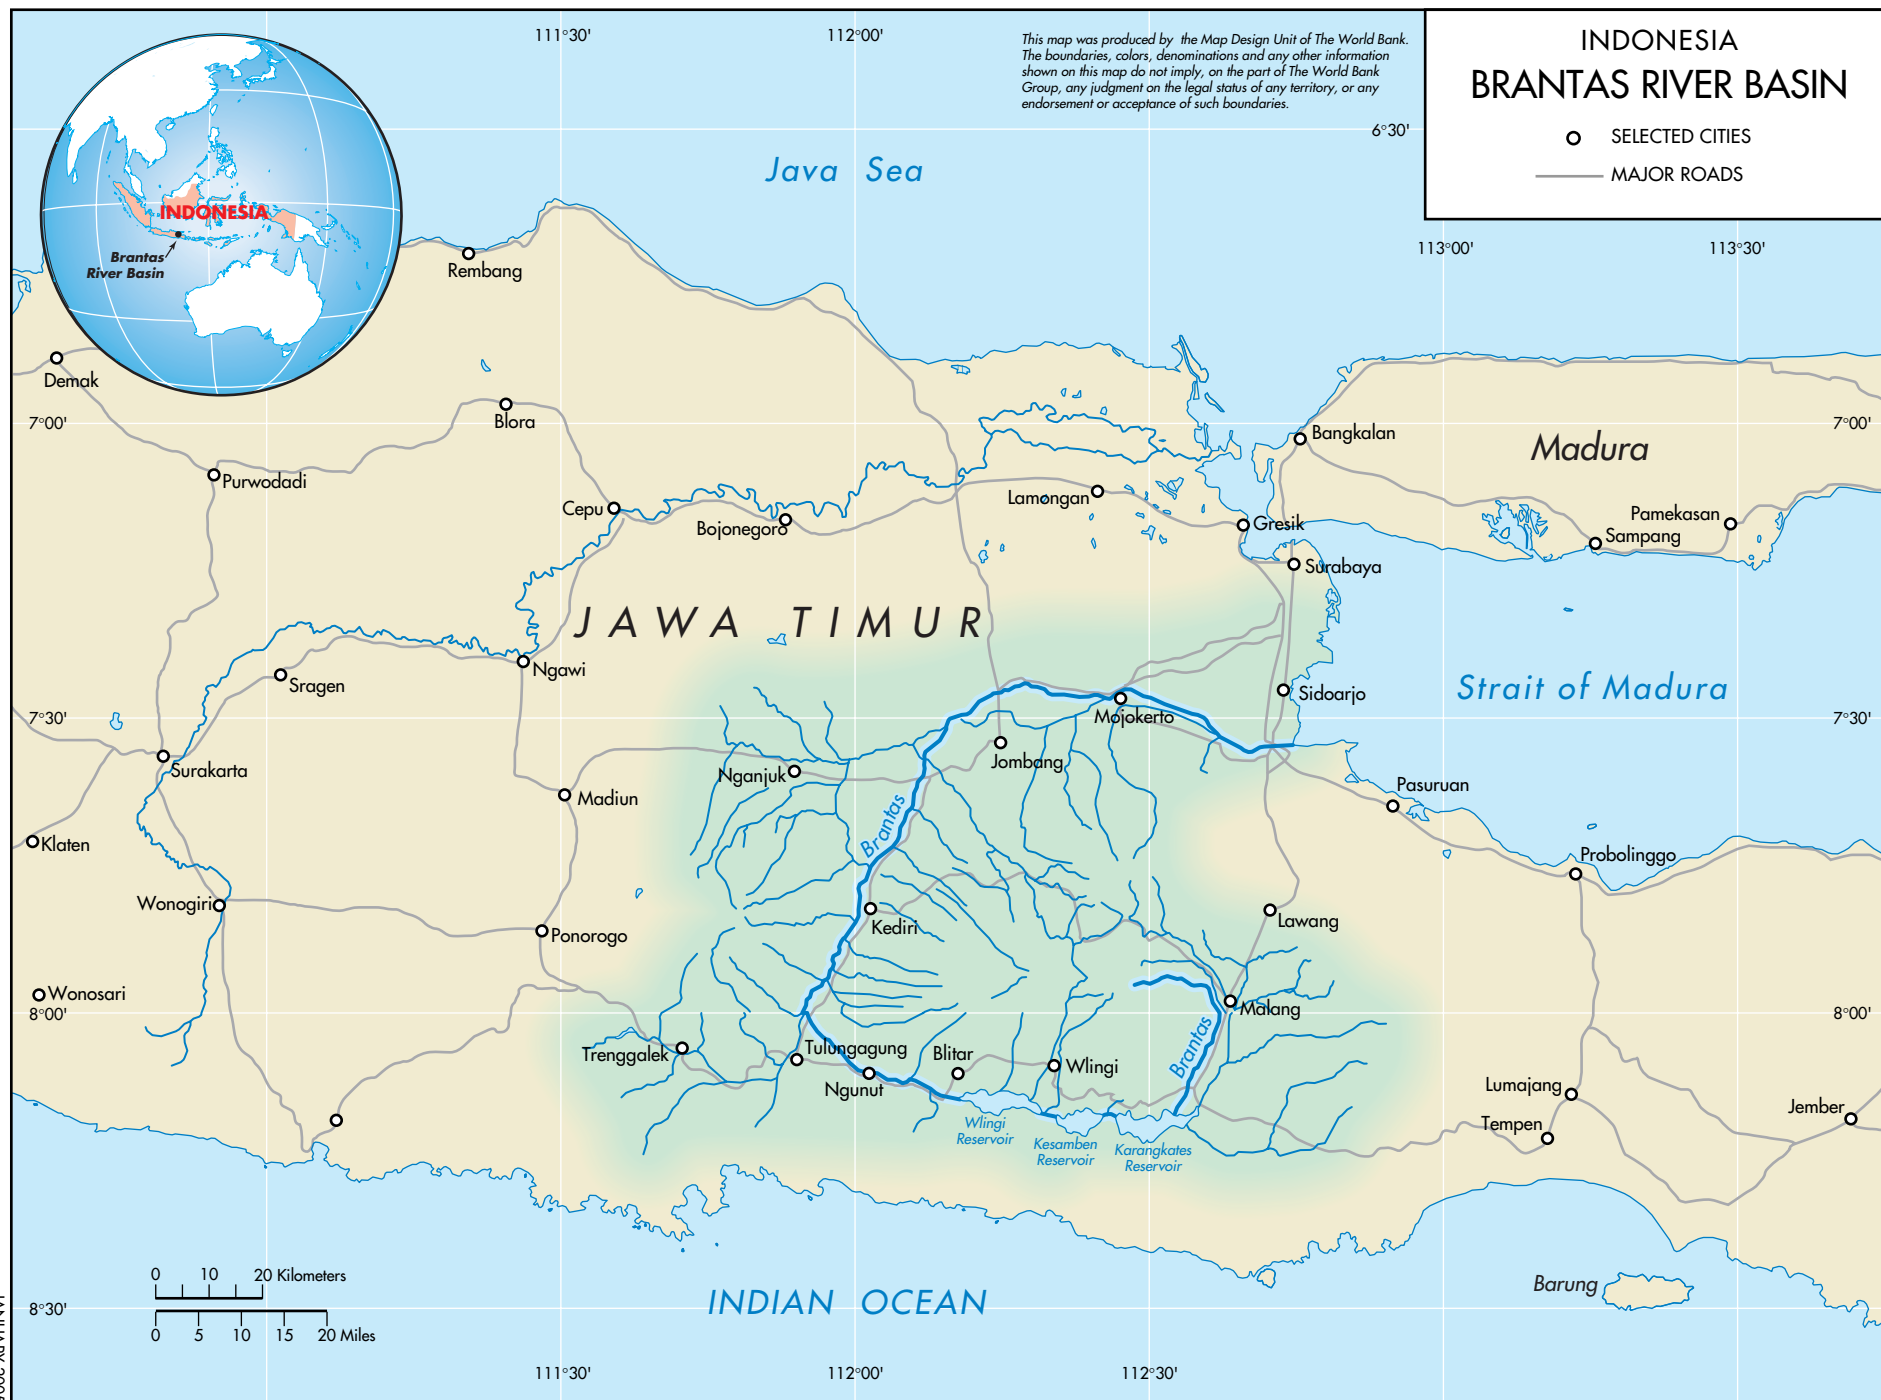 INDONESIA
BRANTAS RIVER BASIN
SELECTED CITIES
MAJOR ROADS
This map was produced by the Map Design Unit of The World Bank.
The boundaries, colors, denominations and any other information
shown on this map do not imply, on the part of The World Bank
Group, any judgment on the legal status of any territory, or any
endorsement or acceptance of such boundaries.
111°30'
112°00'
6°30'
113°00'
113°30'
Java Sea
INDONESIA
Brantas
River Basin
Rembang
Demak
Blora
7°00'
7°00'
Bangkalan
Madura
Purwodadi
Cepu
Bojonegoro
Lamongan
Gresik
Pamekasan
Sampang
Surabaya
JAWA TIMUR
Ngawi
Sragen
Sidoarjo
Strait of Madura
Mojokerto
7°30'
7°30'
Surakarta
Nganjuk
Jombang
Madiun
Pasuruan
Brantas
Klaten
Probolinggo
Wonogiri
Kediri
Lawang
Ponorogo
Wonosari
Malang
8°00'
8°00'
Trenggalek
Tulungagung
Blitar
Wlingi
Brantas
Ngunut
Lumajang
Jember
Tempen
Wlingi
Reservoir
Kesamben
Reservoir
Karangkates
Reservoir
0 10 20 Kilometers
0 5 10 15 20 Miles
INDIAN OCEAN
Barung
8°30'
111°30'
112°00'
112°30'